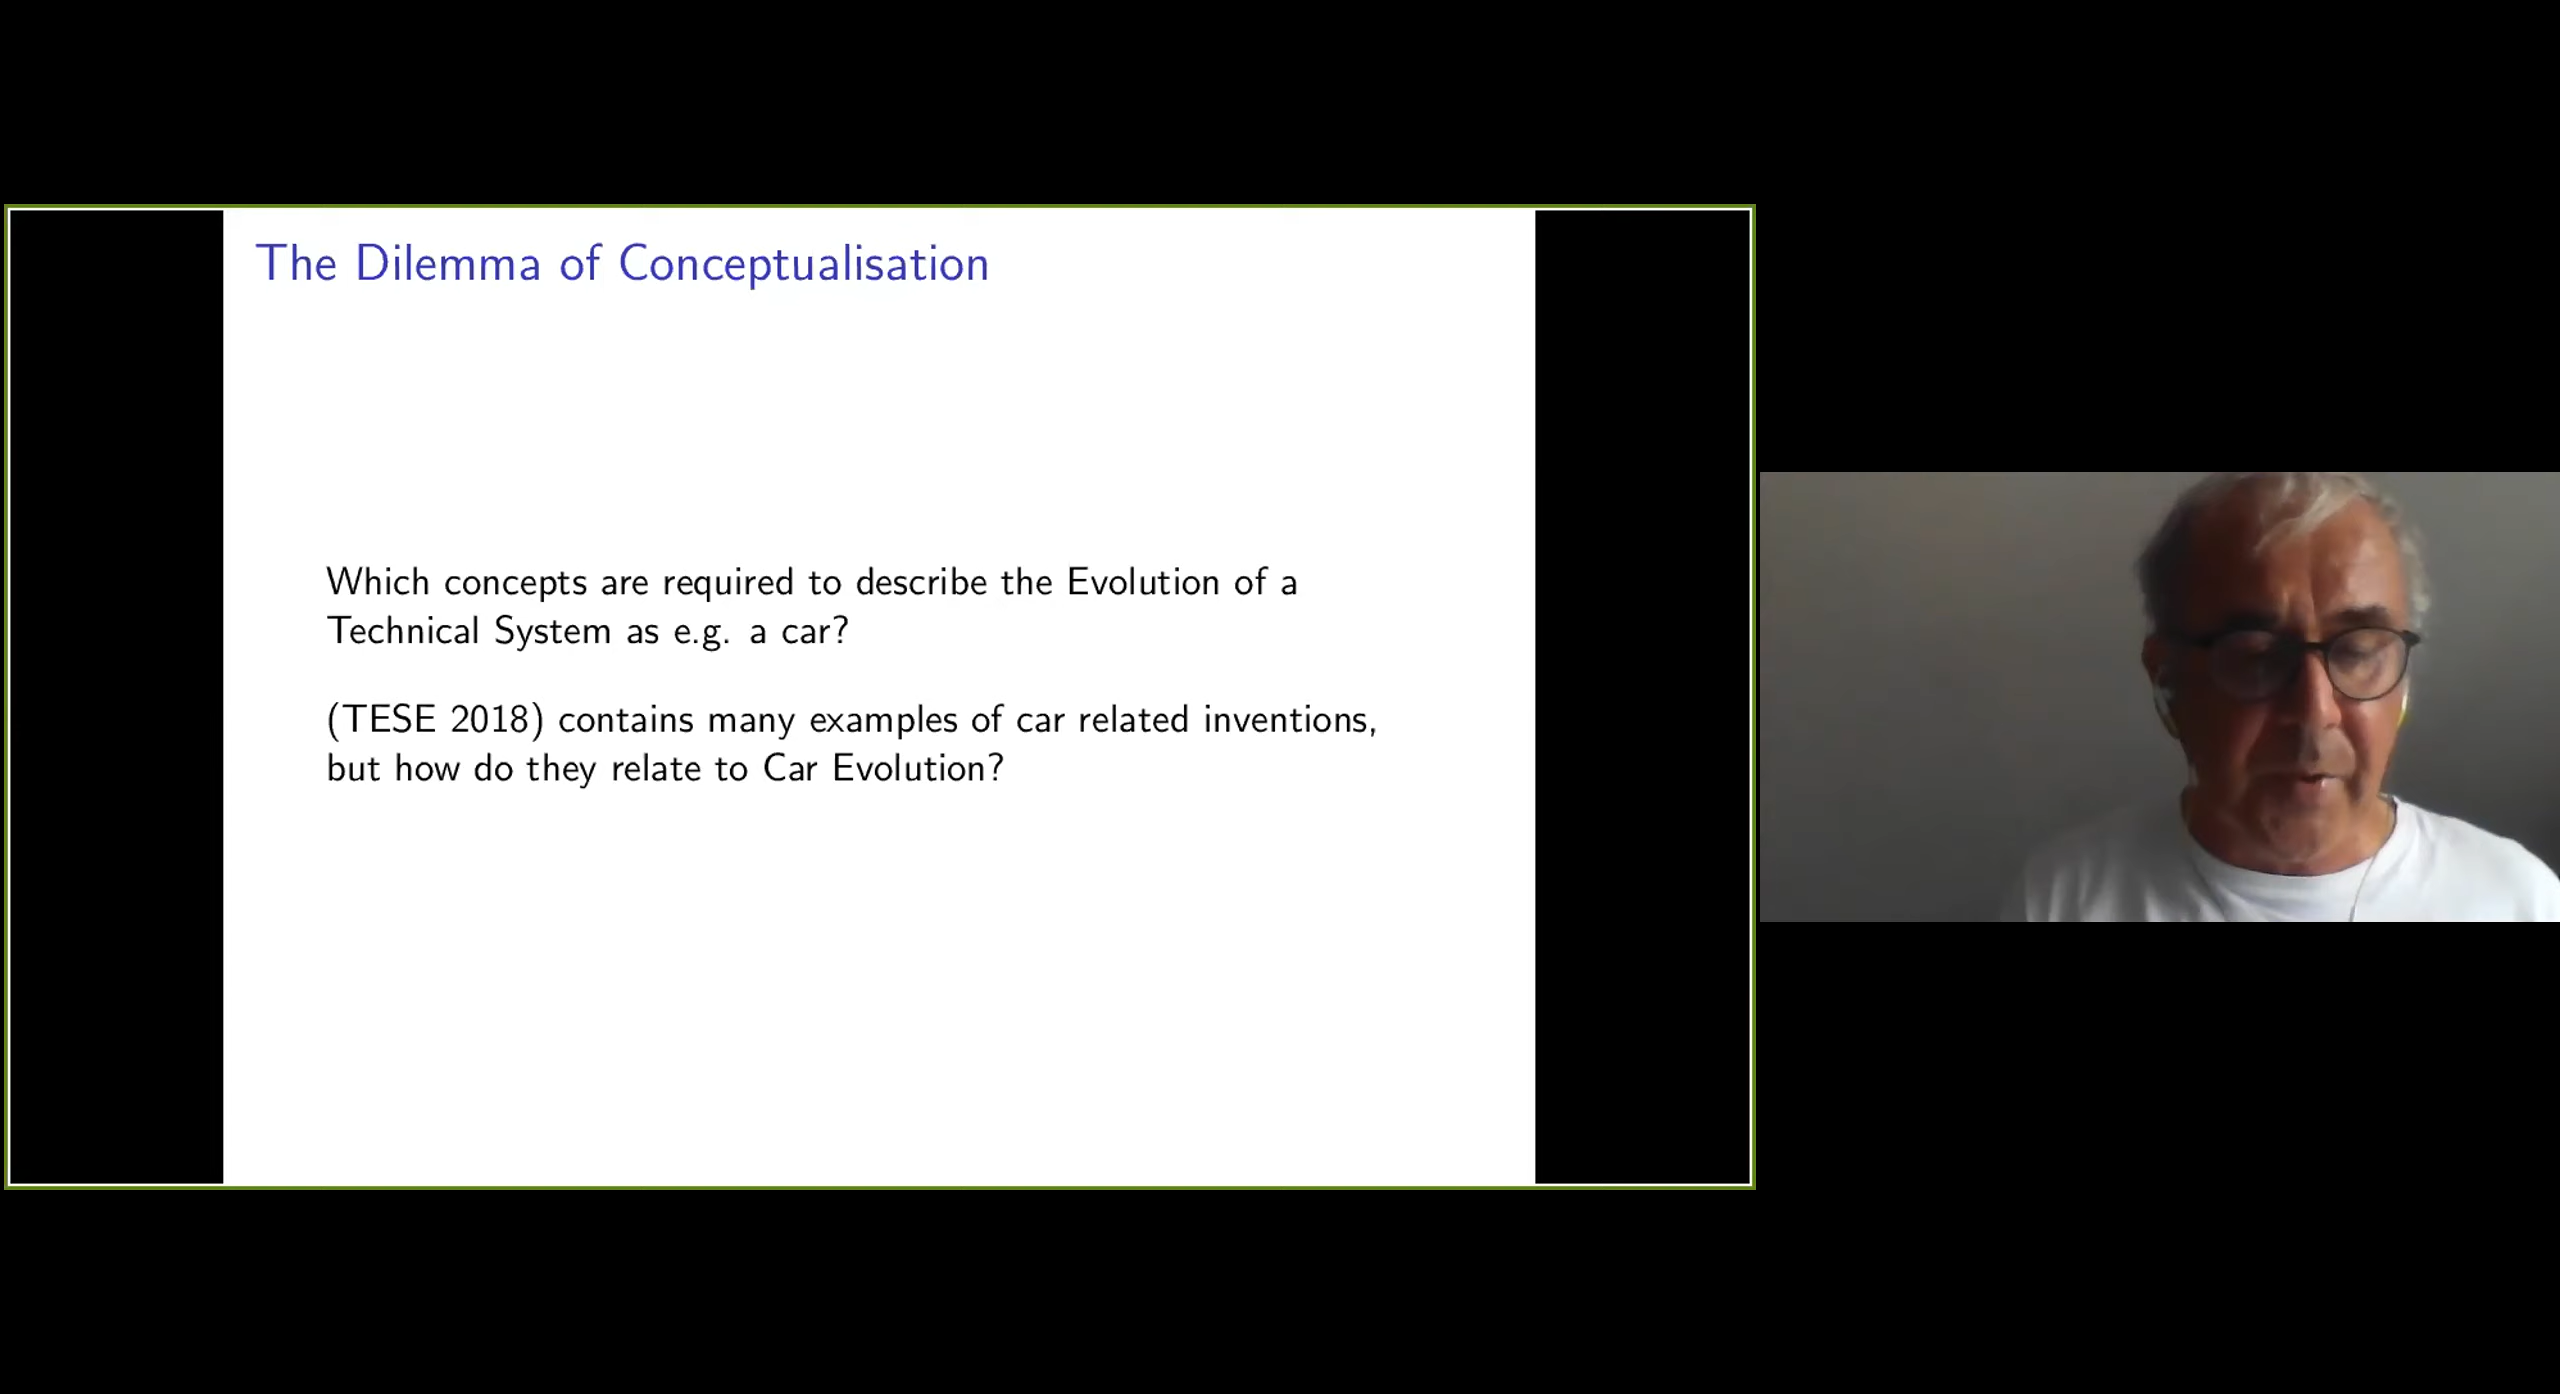 The Dilemma of Conceptualisation
Which concepts are required to describe the Evolution of a
Technical System as e.g. a car?
(TESE 2018) contains many examples of car related inventions,
but how do they relate to Car Evolution?